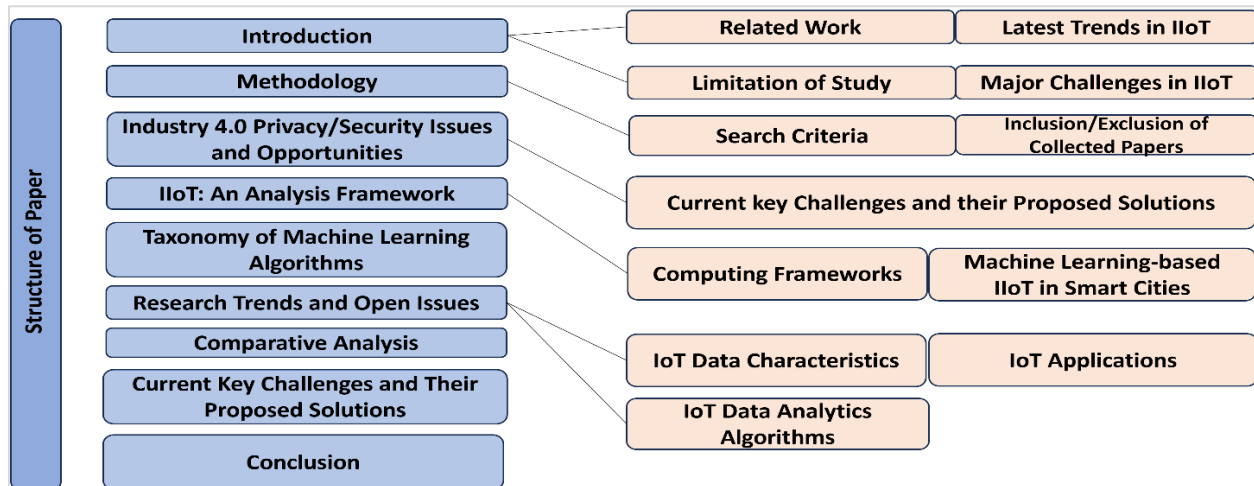 Structure of Paper
Introduction
Methodology
Industry 4.0 Privacy/Security Issues
and Opportunities
IIoT: An Analysis Framework
Taxonomy of Machine Learning
Algorithms
Research Trends and Open Issues
Comparative Analysis
Current Key Challenges and Their
Proposed Solutions
Conclusion
Related Work
Latest Trends in IIoT
Limitation of Study
Major Challenges in IIoT
Search Criteria
Inclusion/Exclusion of
Collected Papers
Current key Challenges and their Proposed Solutions
Computing Frameworks
Machine Learning-based
IIoT in Smart Cities
IoT Data Characteristics
IoT Applications
IoT Data Analytics
Algorithms